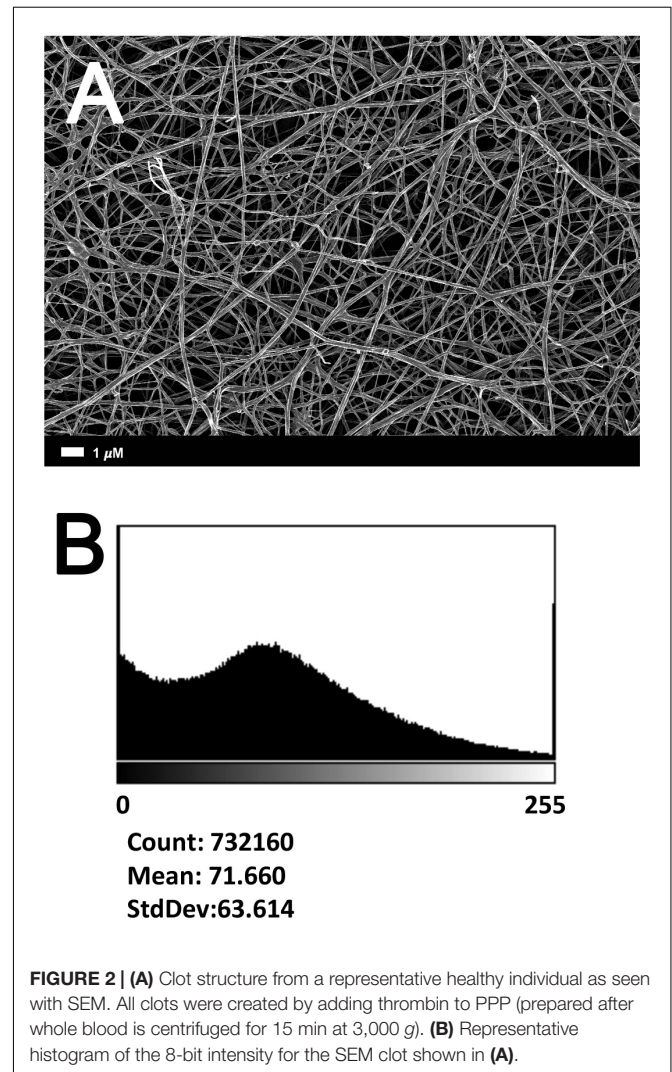 A
1 μM
B
0 255
Count: 732160
Mean: 71.660
StdDev:63.614
FIGURE 2 | (A) Clot structure from a representative healthy individual as seen
with SEM. All clots were created by adding thrombin to PPP (prepared after
whole blood is centrifuged for 15 min at 3,000 g). (B) Representative
histogram of the 8-bit intensity for the SEM clot shown in (A).